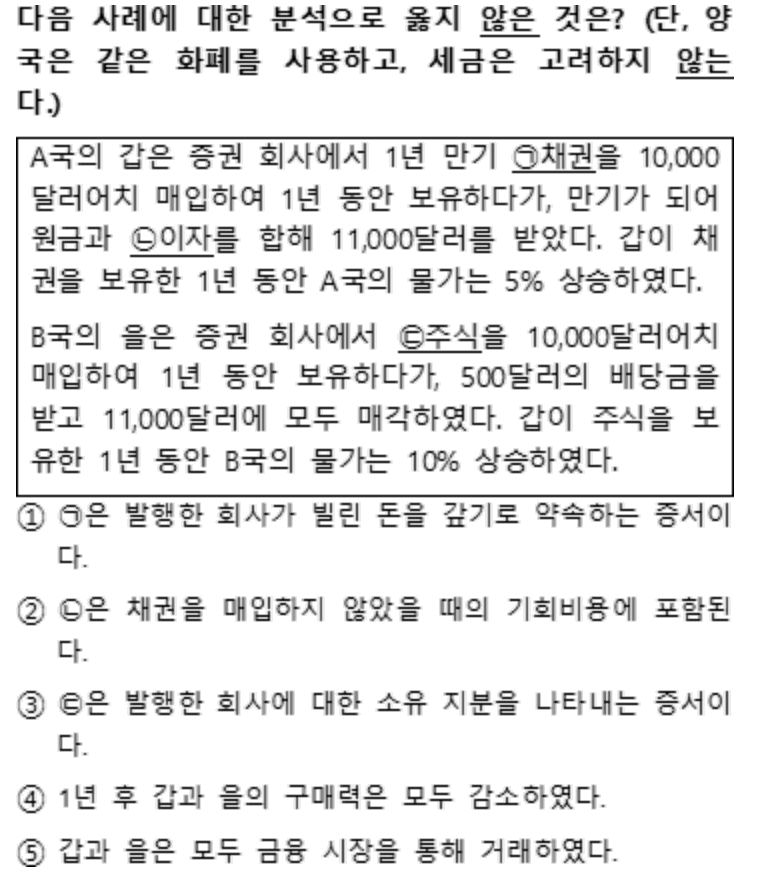 다음 사례에 대한 분석으로 옳지 않은 것은? (단, 양
국은 같은 화폐를 사용하고, 세금은 고려하지 않는
다.)
A국의 갑은 증권 회사에서 1년 만기 ㉠채권을 10,000
달러어치 매입하여 1년 동안 보유하다가, 만기가 되어
원금과 ㉡이자를 합해 11,000달러를 받았다. 갑이 채
권을 보유한 1년 동안 A국의 물가는 5% 상승하였다.
B국의 을은 증권 회사에서 ㉢주식을 10,000달러어치
매입하여 1년 동안 보유하다가, 500달러의 배당금을
받고 11,000달러에 모두 매각하였다. 갑이 주식을 보
유한 1년 동안 B국의 물가는 10% 상승하였다.
① ㉠은 발행한 회사가 빌린 돈을 갚기로 약속하는 증서이
다.
② ㉡은 채권을 매입하지 않았을 때의 기회비용에 포함된
다.
③ ㉢은 발행한 회사에 대한 소유 지분을 나타내는 증서이
다.
④ 1년 후 갑과 을의 구매력은 모두 감소하였다.
⑤ 갑과 을은 모두 금융 시장을 통해 거래하였다.